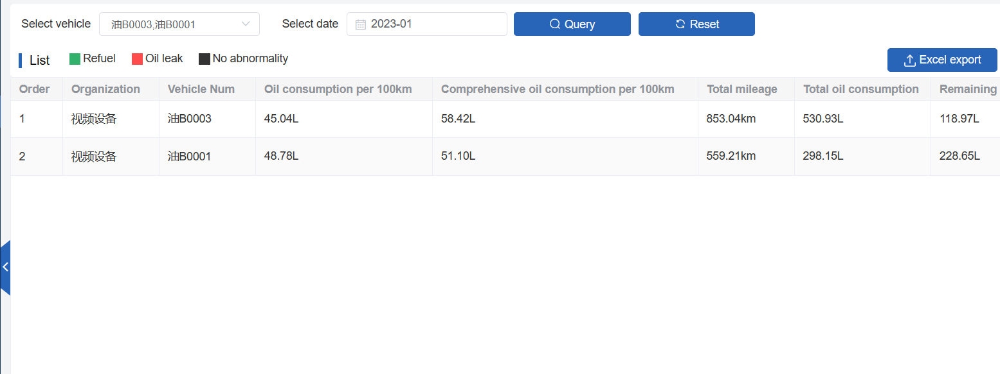 Select vehicle 油B0003,油B0001 Select date 2023-01 Query Reset
List Refuel Oil leak No abnormality Excel export
Order Organization Vehicle Num Oil consumption per 100km Comprehensive oil consumption per 100km Total mileage Total oil consumption Remaining
1 视频设备 油B0003 45.04L 58.42L 853.04km 530.93L 118.97L
2 视频设备 油B0001 48.78L 51.10L 559.21km 298.15L 228.65L